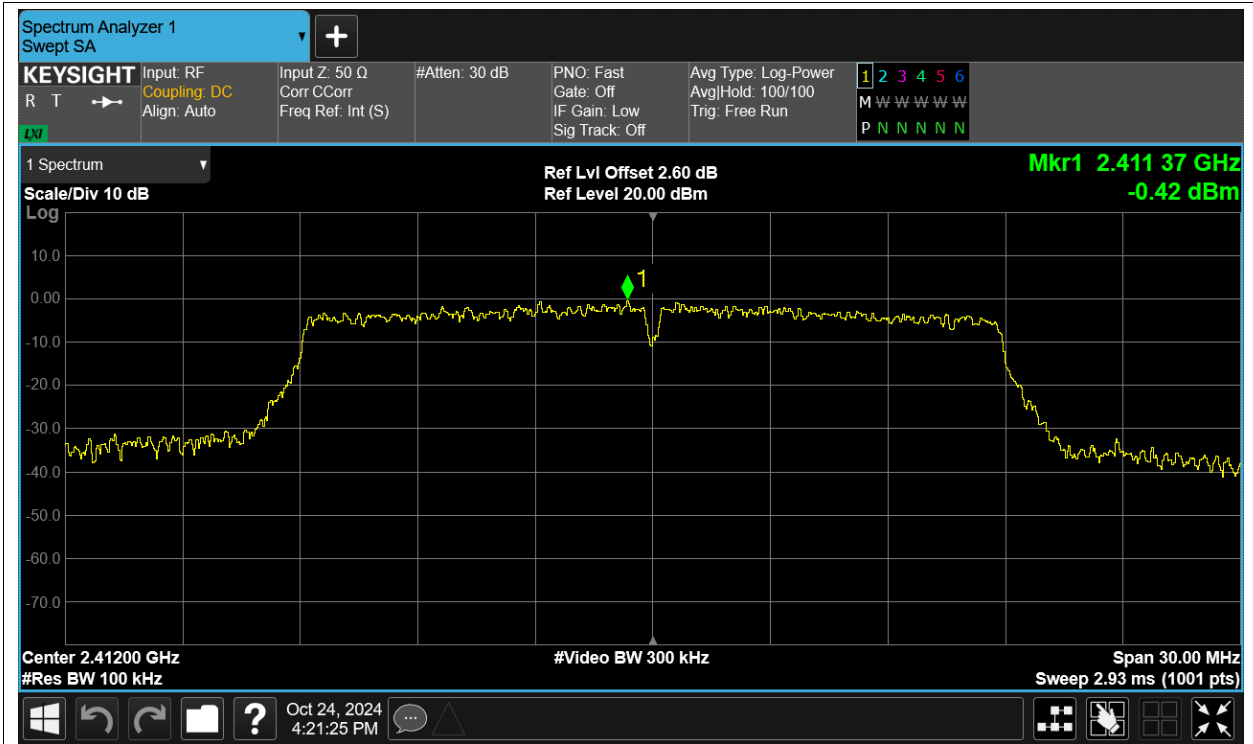 Spectrum Analyzer 1
Swept SA
KEYSIGHT
R T
LXI
Input: RF
Coupling: DC
Align: Auto
Input Z: 50 Ω
Corr CCorr
Freq Ref: Int (S)
#Atten: 30 dB
PNO: Fast
Gate: Off
IF Gain: Low
Sig Track: Off
Avg Type: Log-Power
Avg|Hold: 100/100
Trig: Free Run
1 2 3 4 5 6
M W W W W W
P N N N N N
1 Spectrum
Scale/Div 10 dB
Ref Lvl Offset 2.60 dB
Ref Level 20.00 dBm
Mkr1 2.411 37 GHz
-0.42 dBm
Log
1
10.0
0.00
-10.0
-20.0
-30.0
-40.0
-50.0
-60.0
-70.0
Center 2.41200 GHz
#Res BW 100 kHz
#Video BW 300 kHz
Span 30.00 MHz
Sweep 2.93 ms (1001 pts)
?
Oct 24, 2024
4:21:25 PM